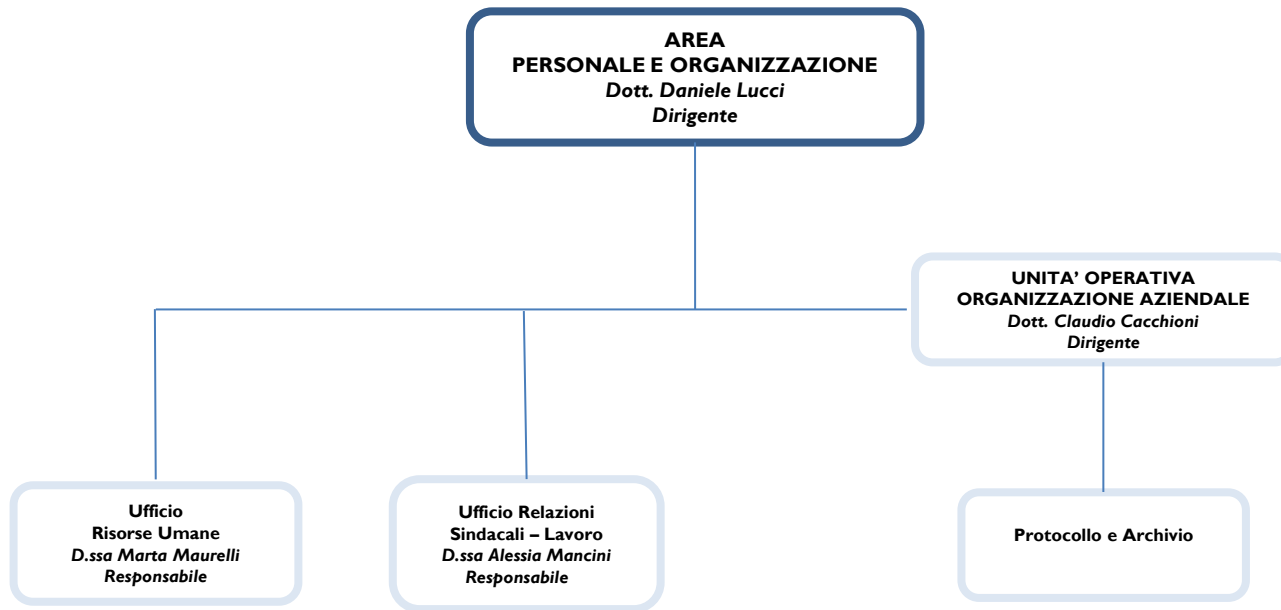 AREA
PERSONALE E ORGANIZZAZIONE
Dott. Daniele Lucci
Dirigente
UNITA’ OPERATIVA
ORGANIZZAZIONE AZIENDALE
Dott. Claudio Cacchioni
Dirigente
Ufficio
Risorse Umane
D.ssa Marta Maurelli
Responsabile
Ufficio Relazioni
Sindacali – Lavoro
D.ssa Alessia Mancini
Responsabile
Protocollo e Archivio